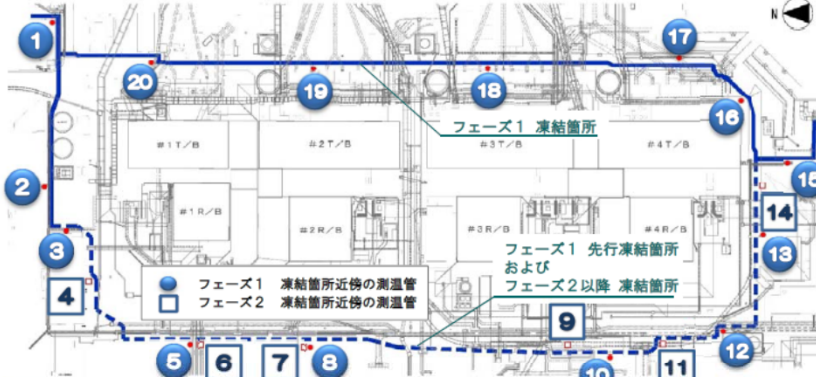 N
17
1
20
19
18
16
フェーズ1 凍結箇所
#1T/B
#2T/B
#3T/B
#4T/B
15
2
14
#1R/B
#2R/B
#3R/B
#4R/B
3
13
フェーズ1 先行凍結箇所
および
フェーズ2以降 凍結箇所
4
フェーズ1 凍結箇所近傍の測温管
フェーズ2 凍結箇所近傍の測温管
9
12
5
6
7
8
10
11